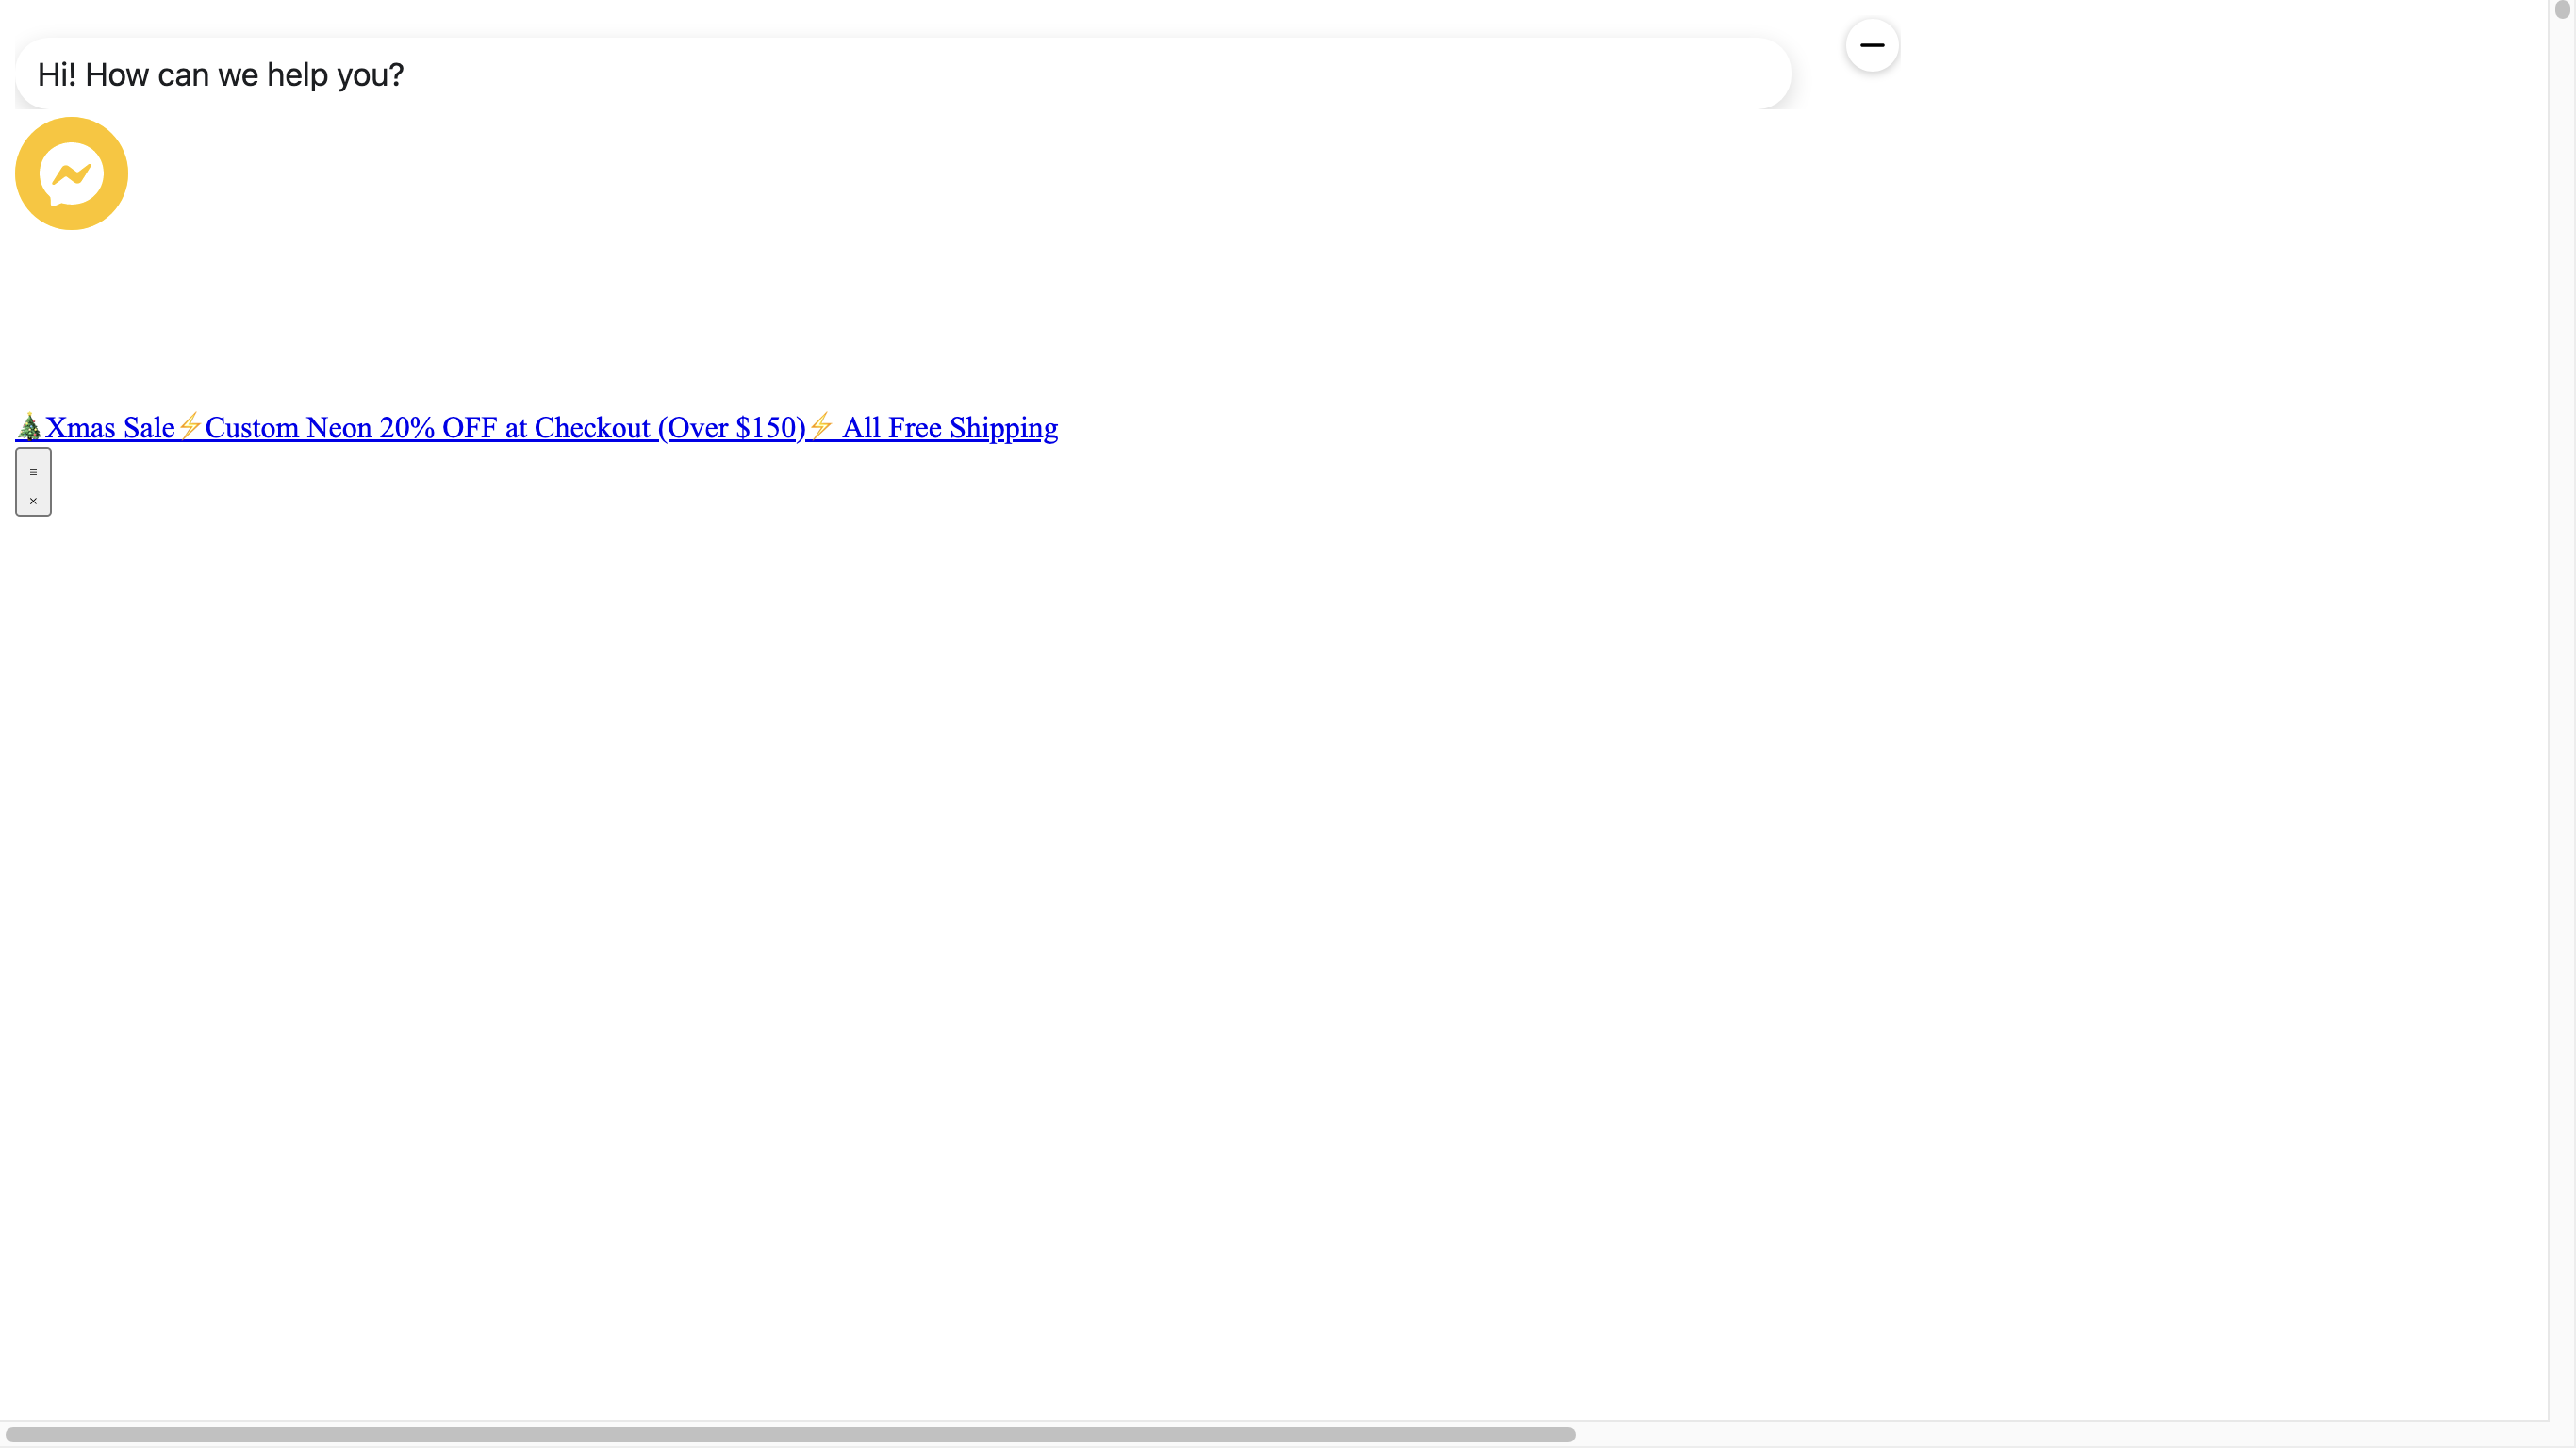 Hi! How can we help you?
🎄Xmas Sale⚡Custom Neon 20% OFF at Checkout (Over $150)⚡ All Free Shipping
≡
×